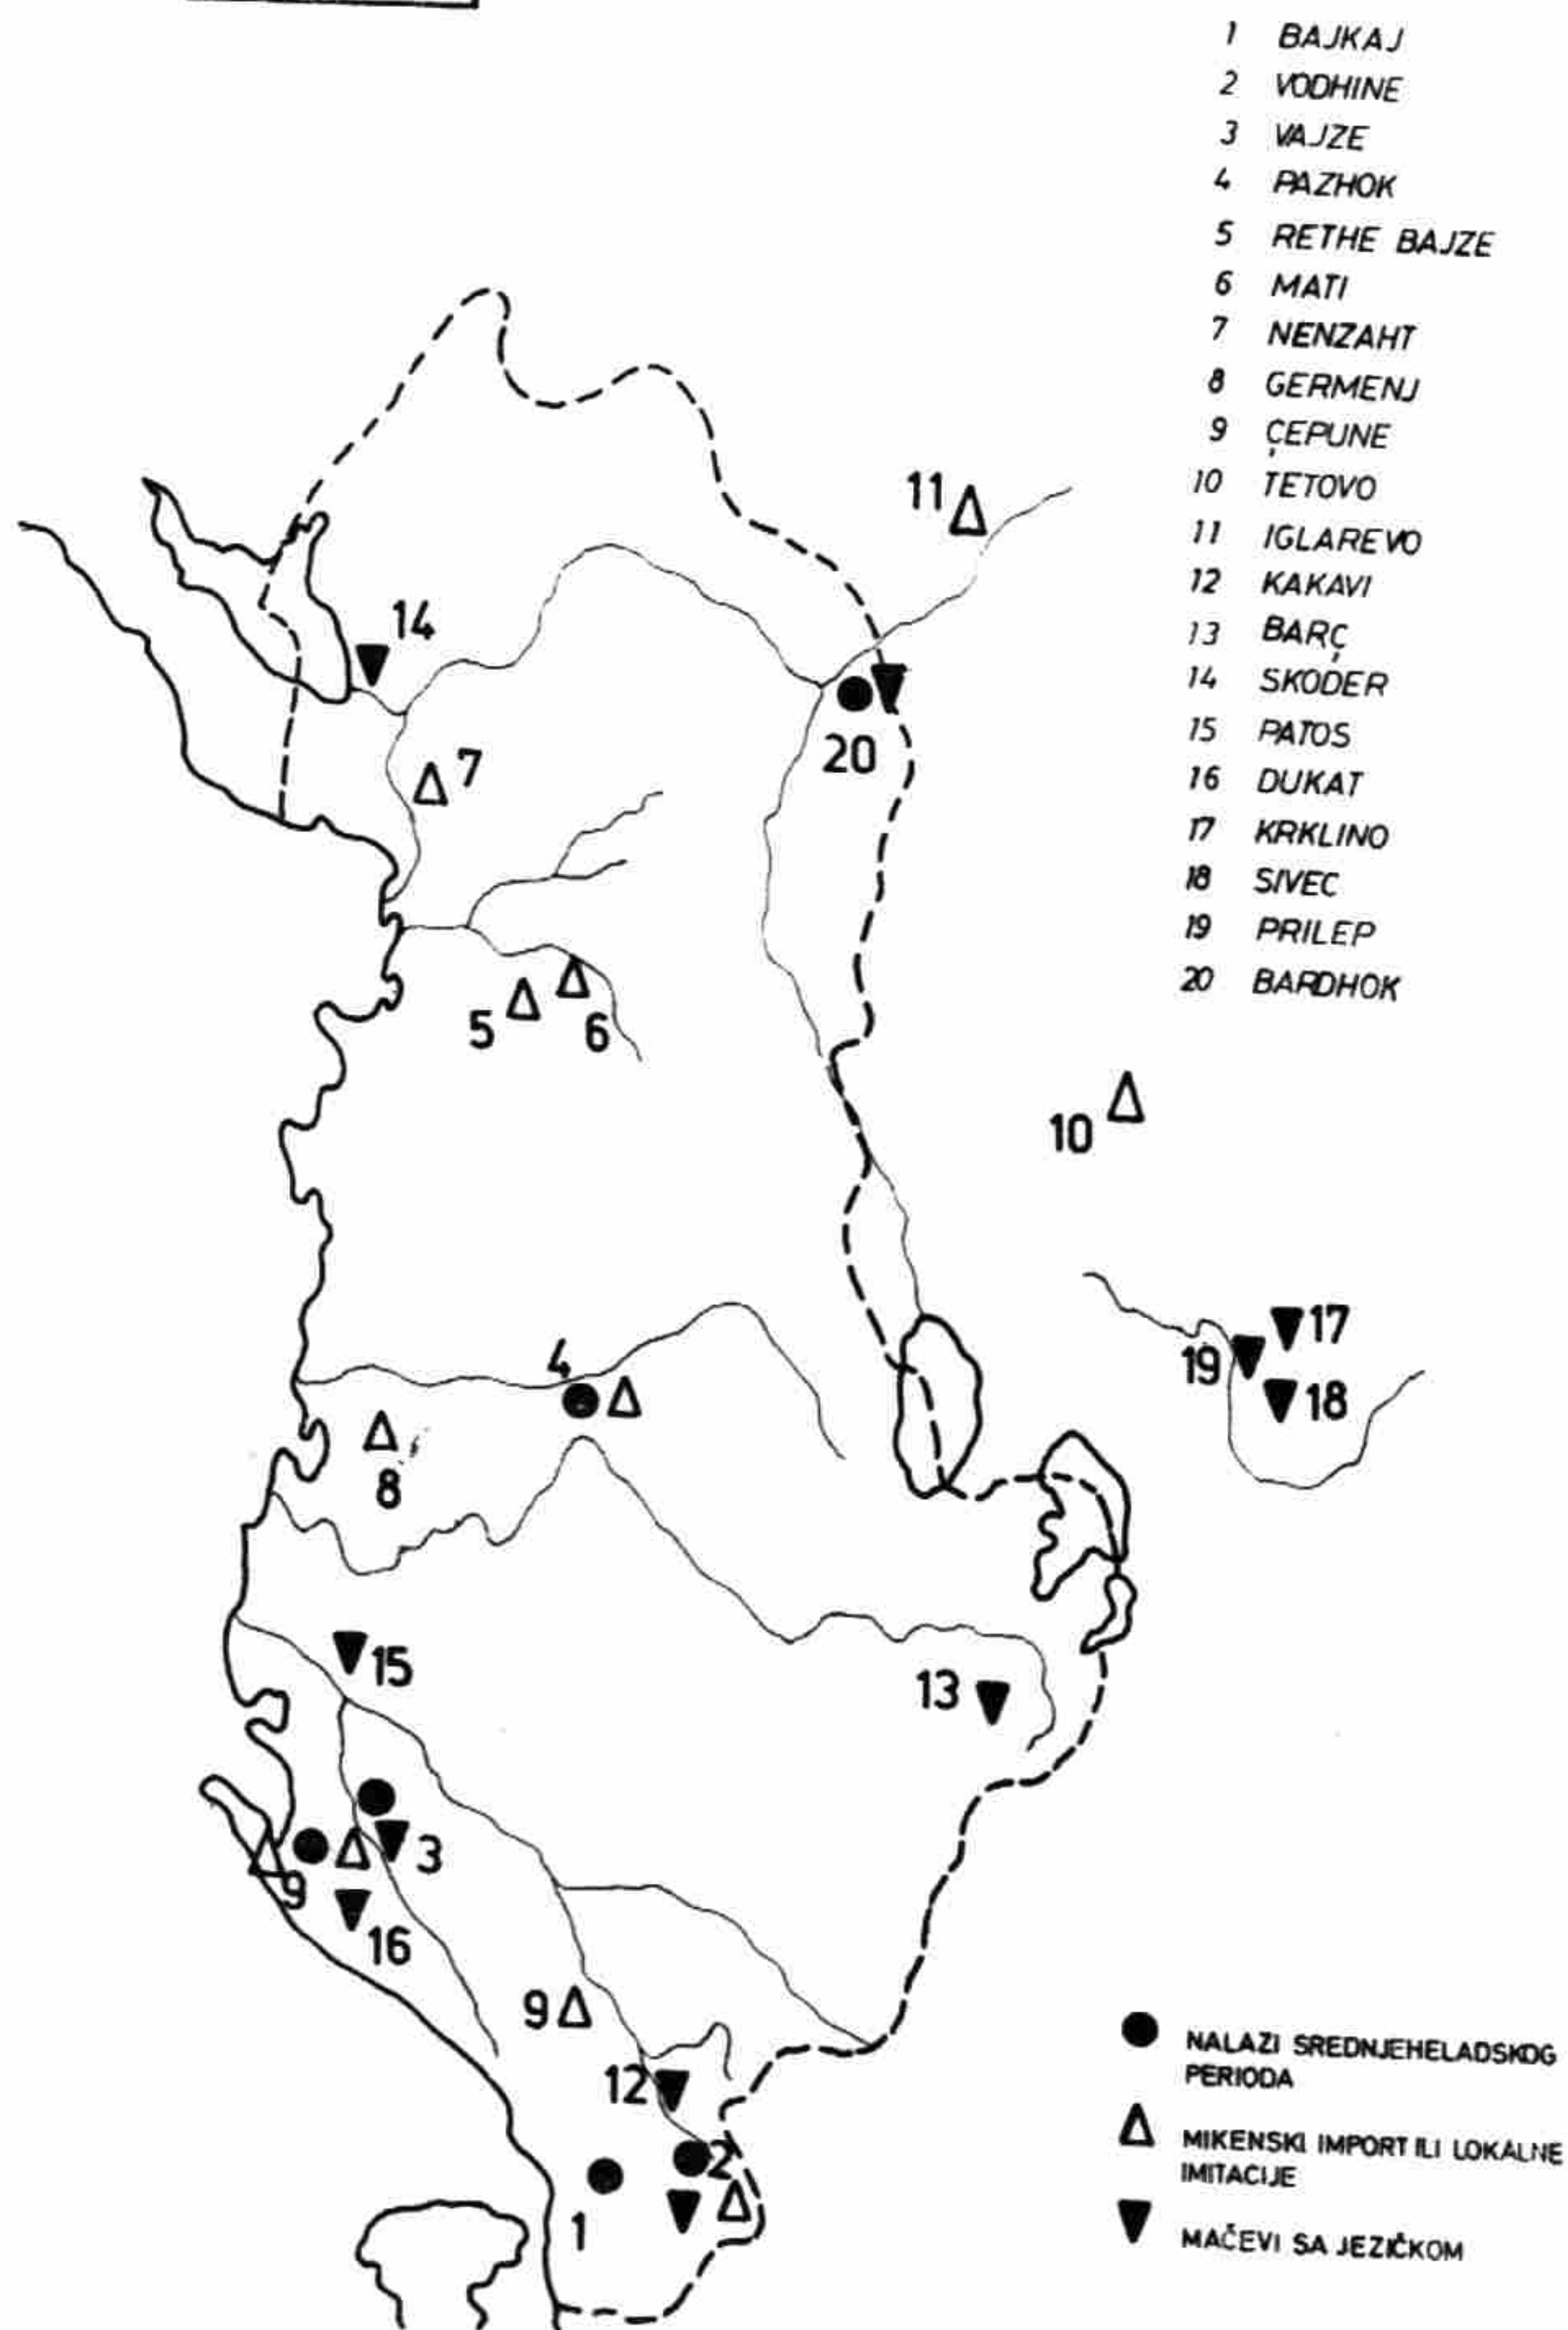 1 BAJKAJ
2 VODHINE
3 VAJZE
4 PAZHOK
5 RETHE BAJZE
6 MATI
7 NENZAHT
8 GERMENJ
9 ÇEPUNE
10 TETOVO
11 IGLAREVO
12 KAKAVI
13 BARÇ
14 SKODER
15 PATOS
16 DUKAT
17 KRKLINO
18 SIVEC
19 PRILEP
20 BARDHOK
11
14
20
7
5
6
10
17
19
18
4
8
15
13
3
9
16
9
12
2
1
NALAZI SREDNJEHELADSKOG
PERIODA
MIKENSKI IMPORT ILI LOKALNE
IMITACIJE
MAČEVI SA JEZIČKOM